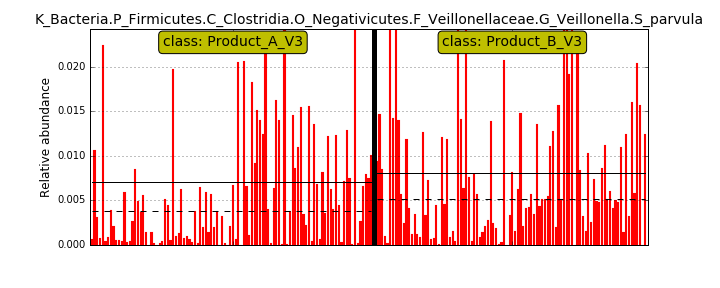 K_Bacteria.P_Firmicutes.C_Clostridia.O_Negativicutes.F_Veillonellaceae.G_Veillonella.S_parvula
class: Product_A_V3 class: Product_B_V3
Relative abundance
0.020
0.015
0.010
0.005
0.000